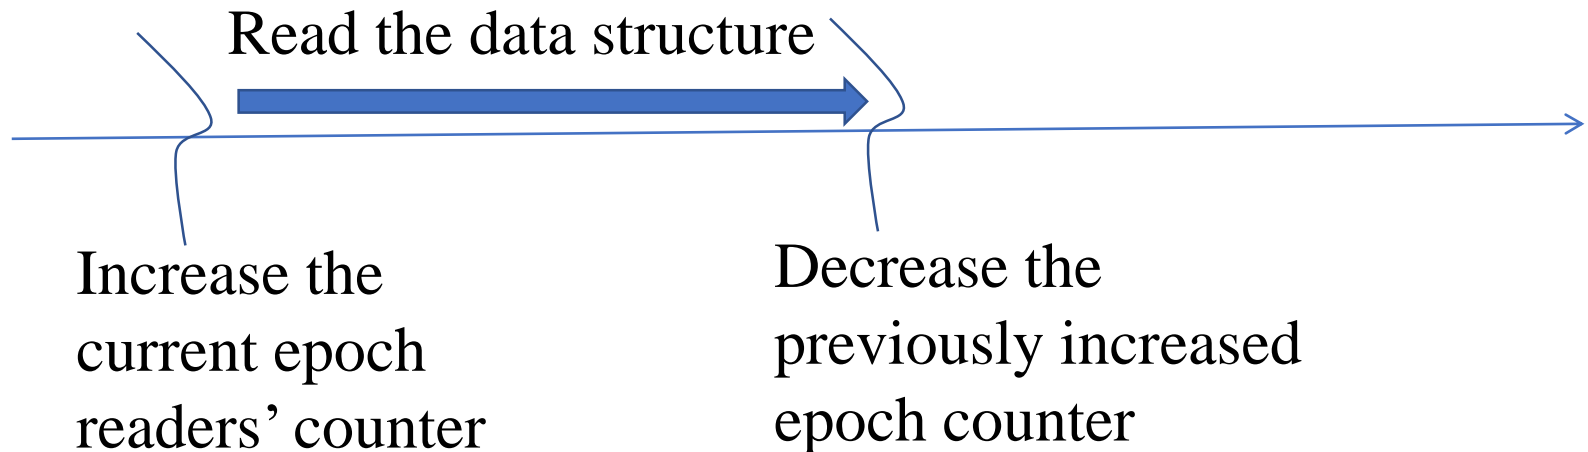 Read the data structure
Increase the
current epoch
readers’ counter
Decrease the
previously increased
epoch counter